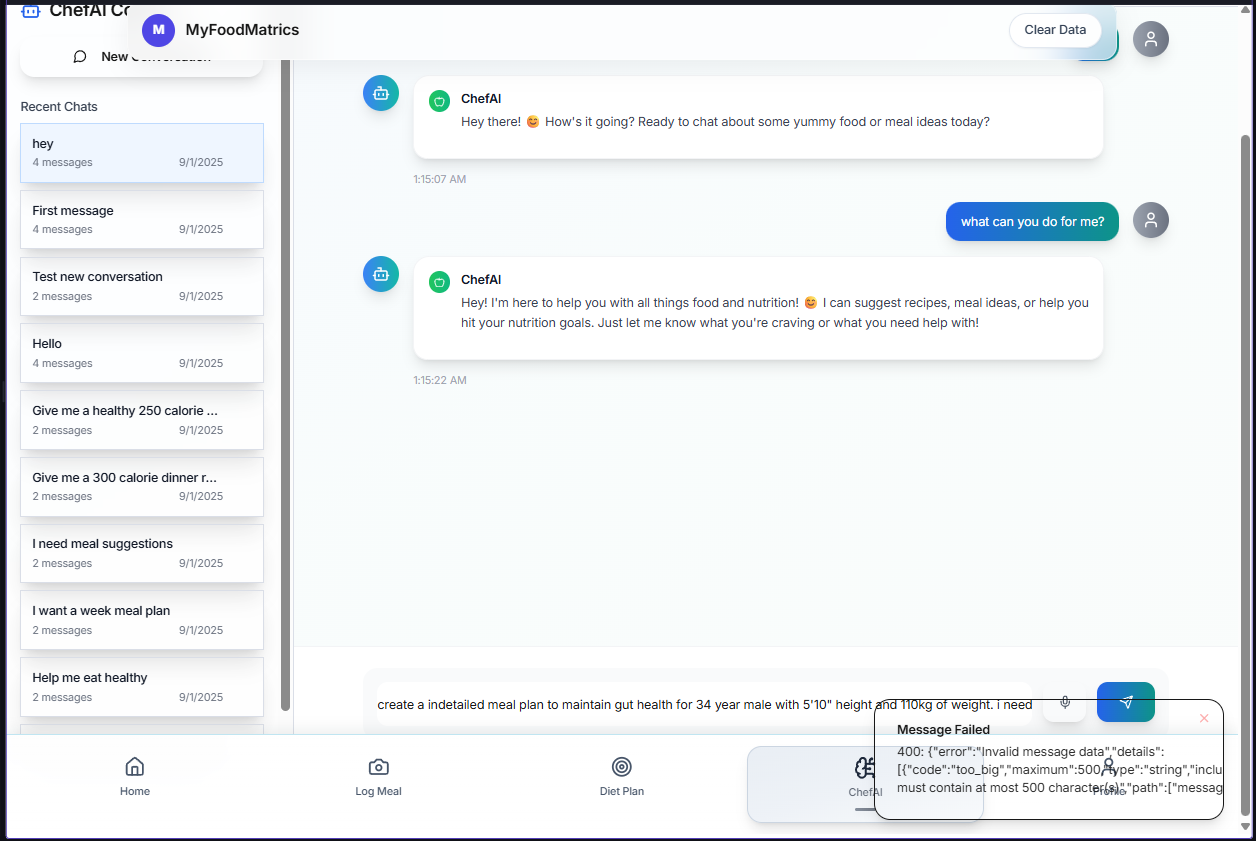 ChefAI Co
M MyFoodMatrics
Clear Data
New Conversation
Recent Chats
hey
4 messages 9/1/2025
First message
4 messages 9/1/2025
Test new conversation
2 messages 9/1/2025
Hello
4 messages 9/1/2025
Give me a healthy 250 calorie ...
2 messages 9/1/2025
Give me a 300 calorie dinner r...
2 messages 9/1/2025
I need meal suggestions
2 messages 9/1/2025
I want a week meal plan
2 messages 9/1/2025
Help me eat healthy
2 messages 9/1/2025
ChefAI
Hey there! 😊 How's it going? Ready to chat about some yummy food or meal ideas today?
1:15:07 AM
what can you do for me?
ChefAI
Hey! I'm here to help you with all things food and nutrition! 😊 I can suggest recipes, meal ideas, or help you
hit your nutrition goals. Just let me know what you're craving or what you need help with!
1:15:22 AM
create a indetailed meal plan to maintain gut health for 34 year male with 5'10" height and 110kg of weight. i need
Message Failed
400: {"error":"Invalid message data","details":
[{"code":"too_big","maximum":500,"type":"string","inclu
must contain at most 500 character(s)","path":["messag
Home
Log Meal
Diet Plan
ChefAI
Profile